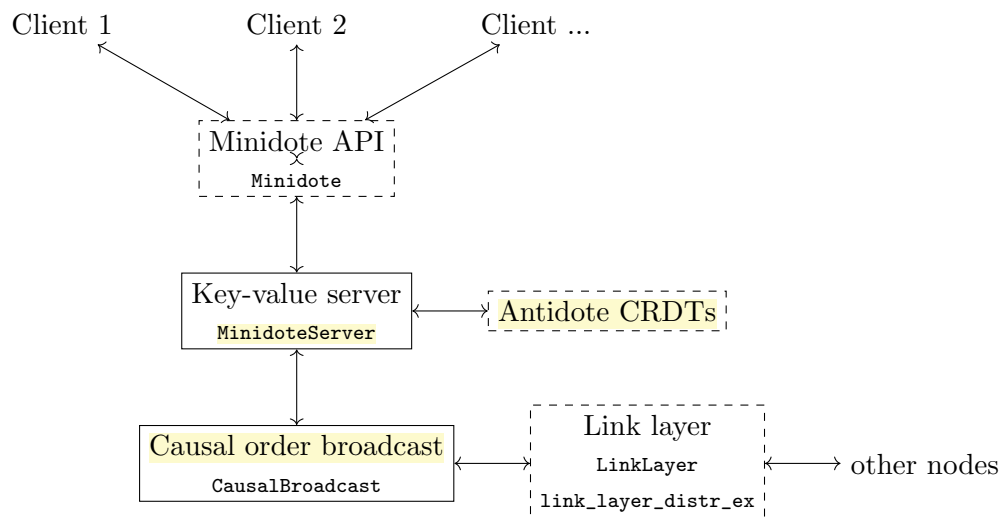 Client 1
Client 2
Client ...
Minidote API
Minidote
Key-value server
MinidoteServer
Antidote CRDTs
Causal order broadcast
CausalBroadcast
Link layer
LinkLayer
link_layer_distr_ex
other nodes